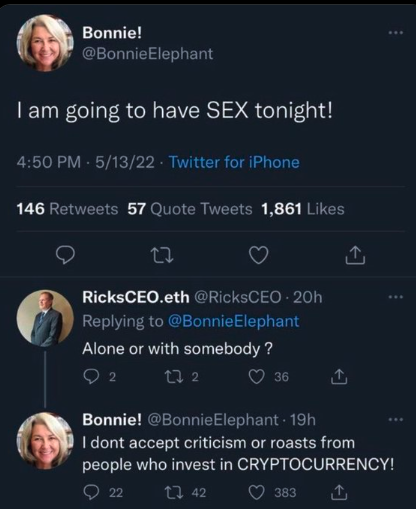 Bonnie!
@BonnieElephant
I am going to have SEX tonight!
4:50 PM · 5/13/22 · Twitter for iPhone
146 Retweets 57 Quote Tweets 1,861 Likes
RicksCEO.eth @RicksCEO · 20h
Replying to @BonnieElephant
Alone or with somebody ?
2 2 36
Bonnie! @BonnieElephant · 19h
I dont accept criticism or roasts from
people who invest in CRYPTOCURRENCY!
22 42 383